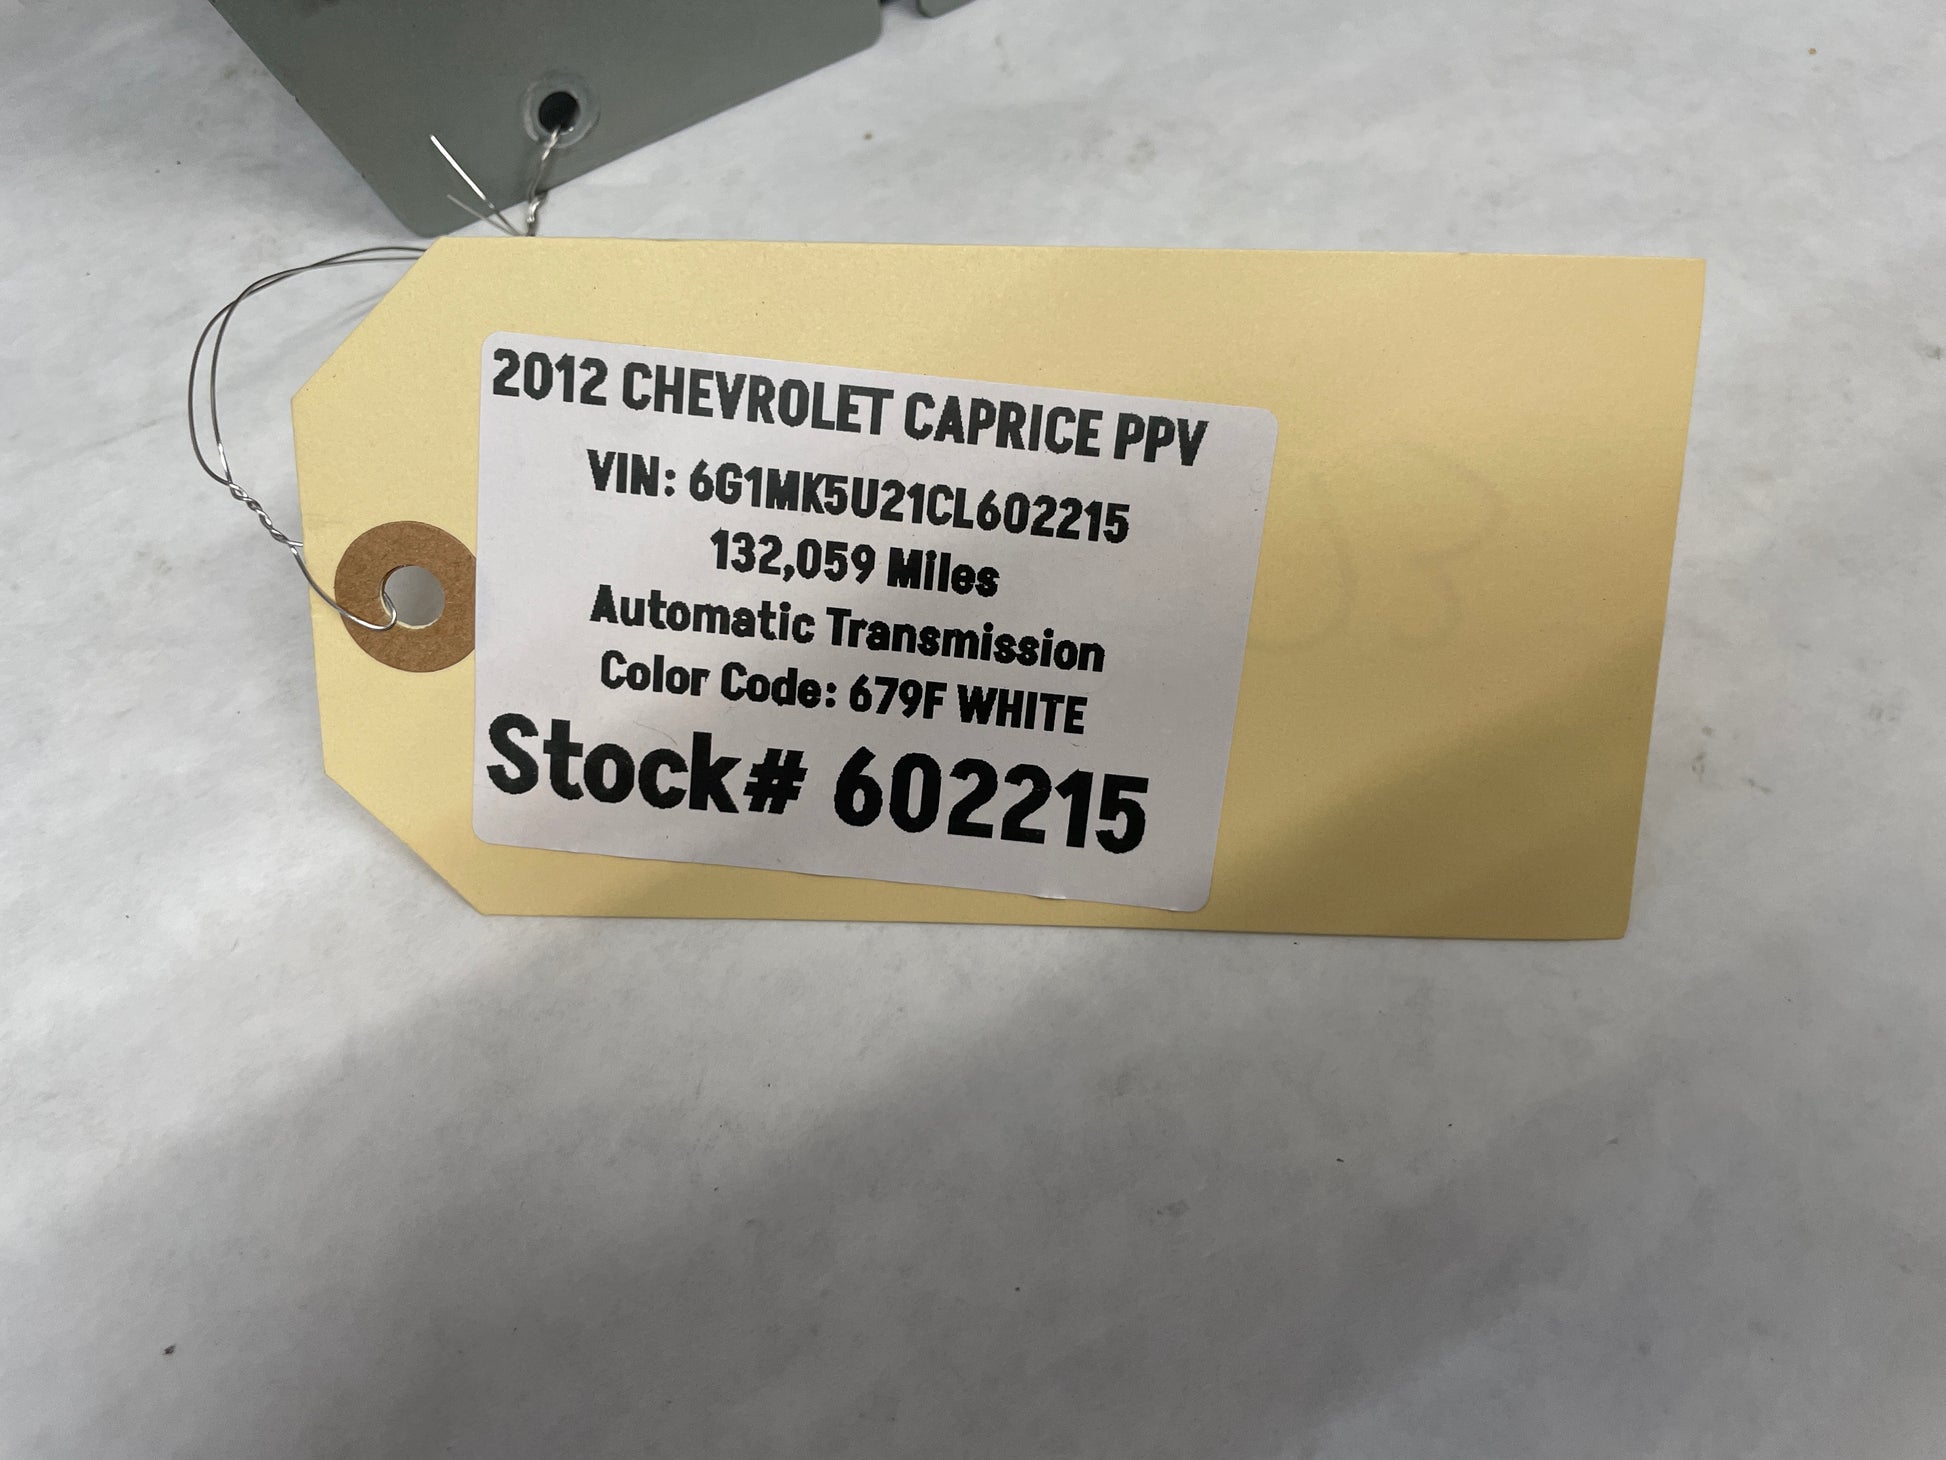 2012 CHEVROLET CAPRICE PPV
VIN: 6G1MK5U21CL602215
132,059 Miles
Automatic Transmission
Color Code: 679F WHITE
Stock# 602215